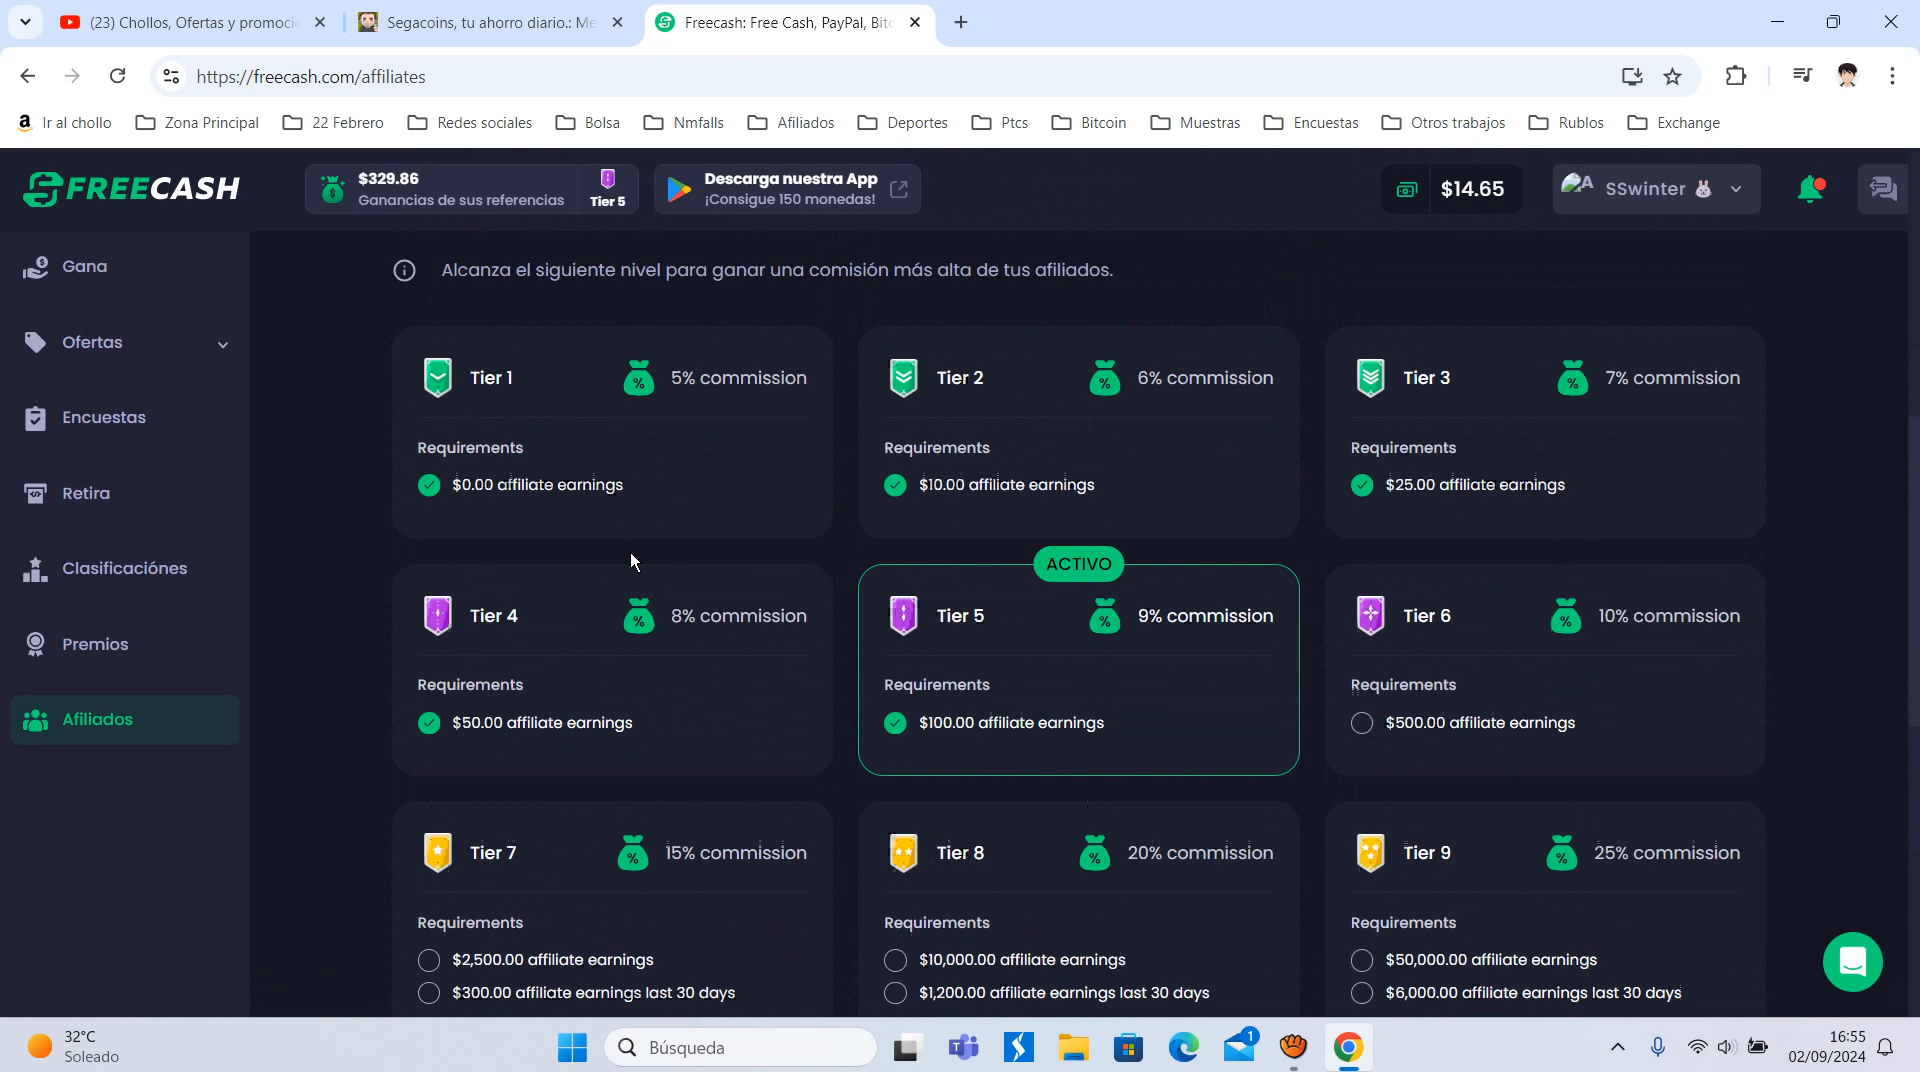 (23) Chollos, Ofertas y promocio
Segacoins, tu ahorro diario.: Me
Freecash: Free Cash, PayPal, Bitc
https://freecash.com/affiliates
a Ir al chollo
Zona Principal
22 Febrero
Redes sociales
Bolsa
Nmfalls
Afiliados
Deportes
Ptcs
Bitcoin
Muestras
Encuestas
Otros trabajos
Rublos
Exchange
FREECASH
$329.86
Ganancias de sus referencias
Tier 5
Descarga nuestra App
¡Consigue 150 monedas!
$14.65
A
SSwinter
Gana
Ofertas
Encuestas
Retira
Clasificaciónes
Premios
Afiliados
Alcanza el siguiente nivel para ganar una comisión más alta de tus afiliados.
Tier 1
% 5% commission
Requirements
$0.00 affiliate earnings
Tier 2
% 6% commission
Requirements
$10.00 affiliate earnings
Tier 3
% 7% commission
Requirements
$25.00 affiliate earnings
Tier 4
% 8% commission
Requirements
$50.00 affiliate earnings
ACTIVO
Tier 5
% 9% commission
Requirements
$100.00 affiliate earnings
Tier 6
% 10% commission
Requirements
$500.00 affiliate earnings
Tier 7
% 15% commission
Requirements
$2,500.00 affiliate earnings
$300.00 affiliate earnings last 30 days
Tier 8
% 20% commission
Requirements
$10,000.00 affiliate earnings
$1,200.00 affiliate earnings last 30 days
Tier 9
% 25% commission
Requirements
$50,000.00 affiliate earnings
$6,000.00 affiliate earnings last 30 days
32°C
Soleado
Búsqueda
1
16:55
02/09/2024